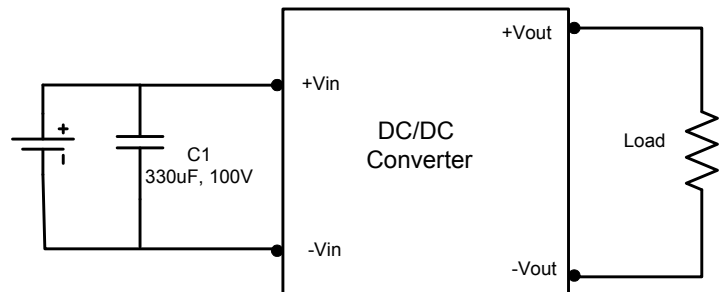 +Vout
+Vin
+
DC/DC
Converter
Load
C1
330uF, 100V
-Vin
-Vout